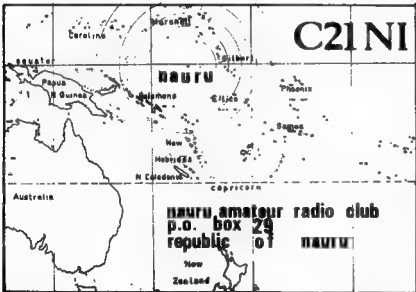 C21NI
Marshall
Carolina
equator
Gilbert
nauru
Papua
N Guinea
Solomons
Ellice
Phoenix
Samoa
New
Hebrides
N Caledonia
capricorn
Australia
nauru amateur radio club
p.o. box 29
republic of nauru
New
Zealand